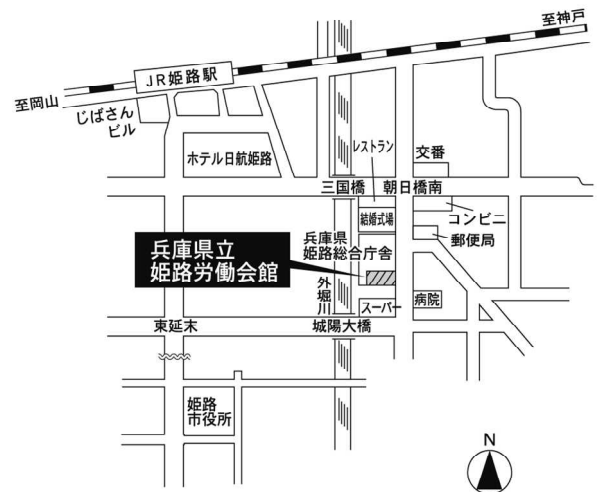 至神戸
JR姫路駅
至岡山
じばさん
ビル
ホテル日航姫路
レストラン
交番
三国橋
朝日橋南
結婚式場
コンビニ
郵便局
兵庫県
姫路総合庁舎
兵庫県立
姫路労働会館
外堀川
スーパー
病院
東延末
城陽大橋
姫路
市役所
N